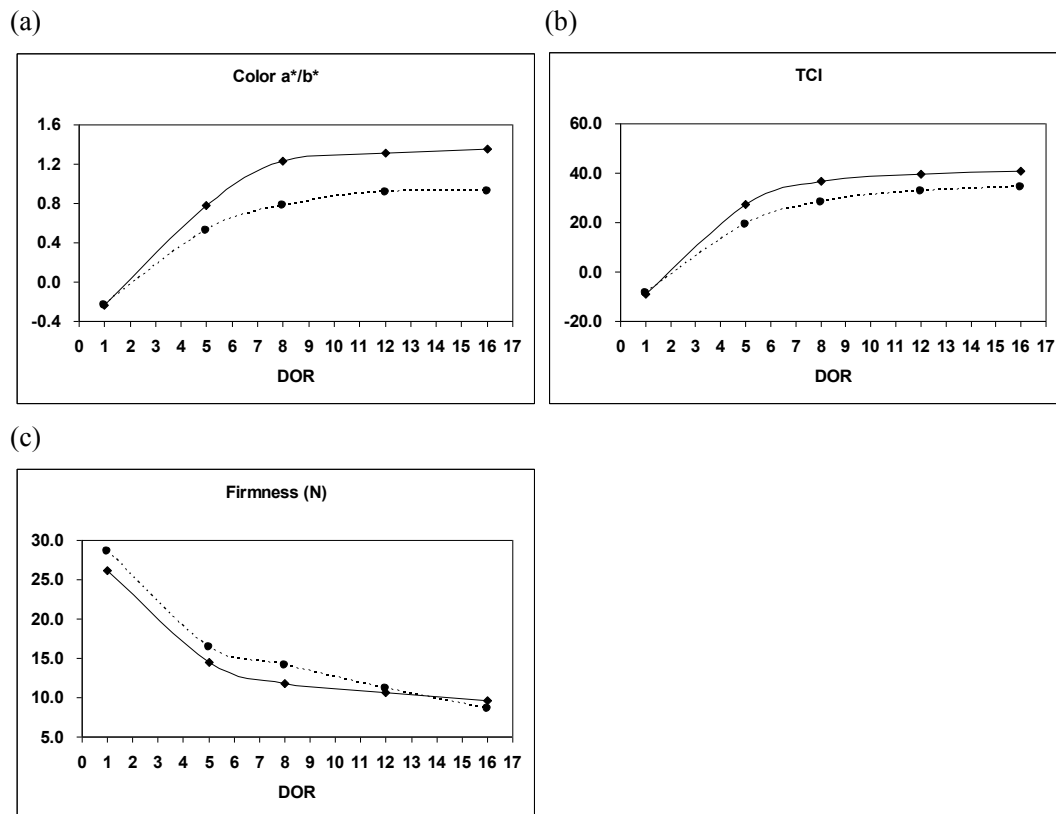 (a)
Color a*/b*
1.6
1.2
0.8
0.4
0.0
-0.4
0 1 2 3 4 5 6 7 8 9 10 11 12 13 14 15 16 17
DOR
(b)
TCI
60.0
40.0
20.0
0.0
-20.0
0 1 2 3 4 5 6 7 8 9 10 11 12 13 14 15 16 17
DOR
(c)
Firmness (N)
30.0
25.0
20.0
15.0
10.0
5.0
0 1 2 3 4 5 6 7 8 9 10 11 12 13 14 15 16 17
DOR